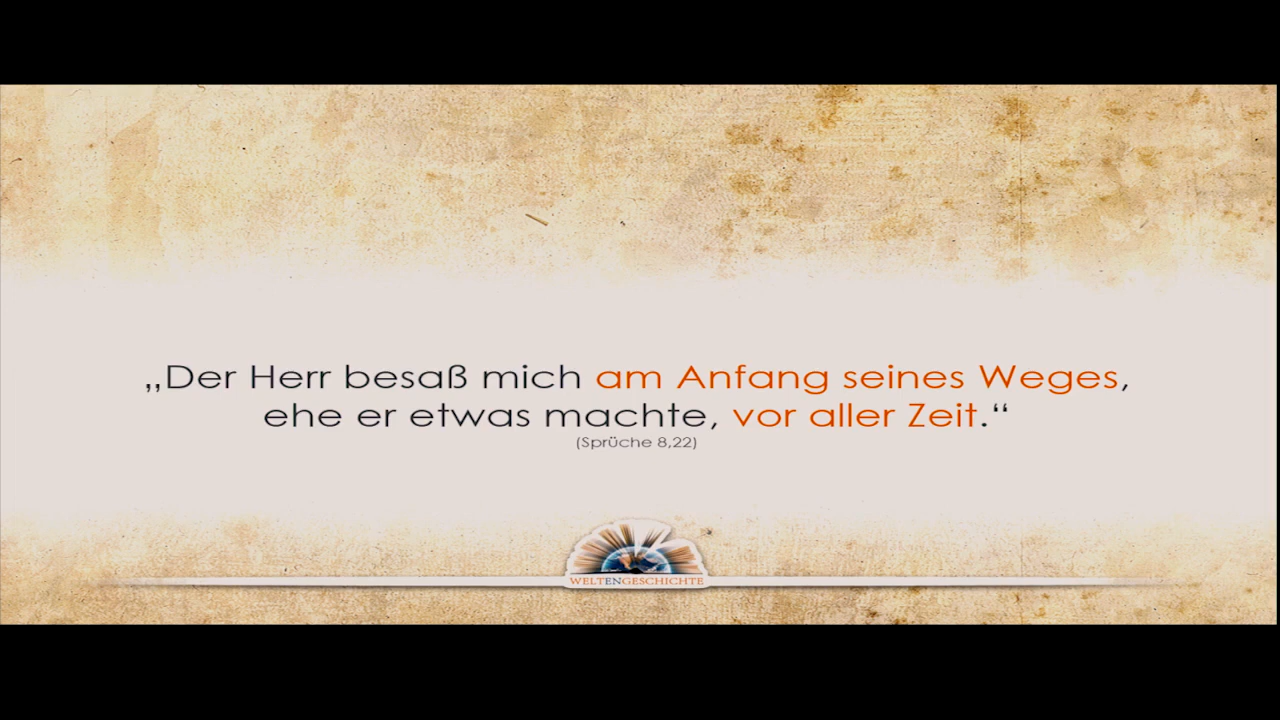 „Der Herr besaß mich am Anfang seines Weges,
ehe er etwas machte, vor aller Zeit.“
(Sprüche 8,22)
WELTENGESCHICHTE